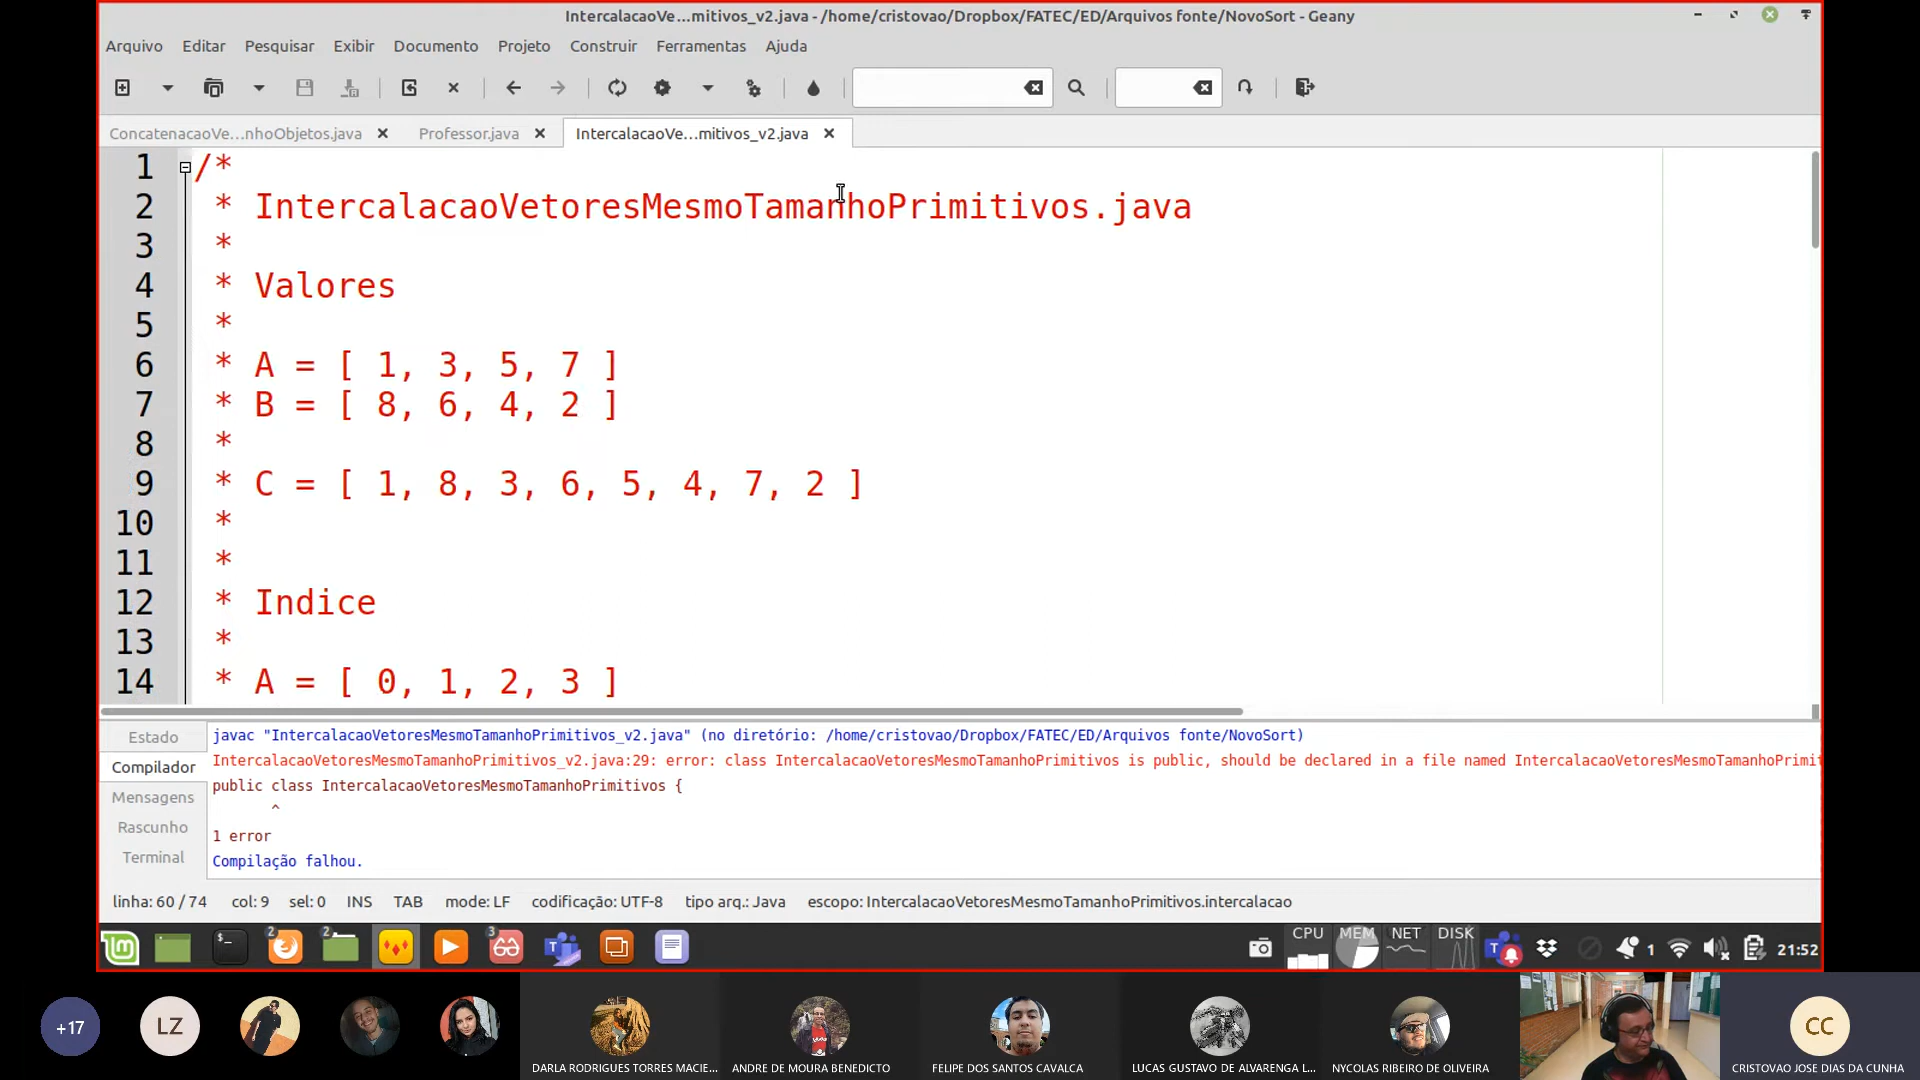 IntercalacaoVe...mitivos_v2.java - /home/cristovao/Dropbox/FATEC/ED/Arquivos fonte/NovoSort - Geany
Arquivo Editar Pesquisar Exibir Documento Projeto Construir Ferramentas Ajuda
ConcatenacaoVe...nhoObjetos.java Professor.java IntercalacaoVe...mitivos_v2.java
1 /*
2 * IntercalacaoVetoresMesmoTamanhoPrimitivos.java
3 *
4 * Valores
5 *
6 * A = [ 1, 3, 5, 7 ]
7 * B = [ 8, 6, 4, 2 ]
8 *
9 * C = [ 1, 8, 3, 6, 5, 4, 7, 2 ]
10 *
11 *
12 * Indice
13 *
14 * A = [ 0, 1, 2, 3 ]
Estado
Compilador
Mensagens
Rascunho
Terminal
javac "IntercalacaoVetoresMesmoTamanhoPrimitivos_v2.java" (no diretório: /home/cristovao/Dropbox/FATEC/ED/Arquivos fonte/NovoSort)
IntercalacaoVetoresMesmoTamanhoPrimitivos_v2.java:29: error: class IntercalacaoVetoresMesmoTamanhoPrimitivos is public, should be declared in a file named IntercalacaoVetoresMesmoTamanhoPrimit
public class IntercalacaoVetoresMesmoTamanhoPrimitivos {
^
1 error
Compilação falhou.
linha: 60 / 74 col: 9 sel: 0 INS TAB mode: LF codificação: UTF-8 tipo arq.: Java escopo: IntercalacaoVetoresMesmoTamanhoPrimitivos.intercalacao
2 2 3 CPU MEM NET DISK 1 21:52
+17 LZ CC
DARLA RODRIGUES TORRES MACIE... ANDRE DE MOURA BENEDICTO FELIPE DOS SANTOS CAVALCA LUCAS GUSTAVO DE ALVARENGA L... NYCOLAS RIBEIRO DE OLIVEIRA CRISTOVAO JOSE DIAS DA CUNHA